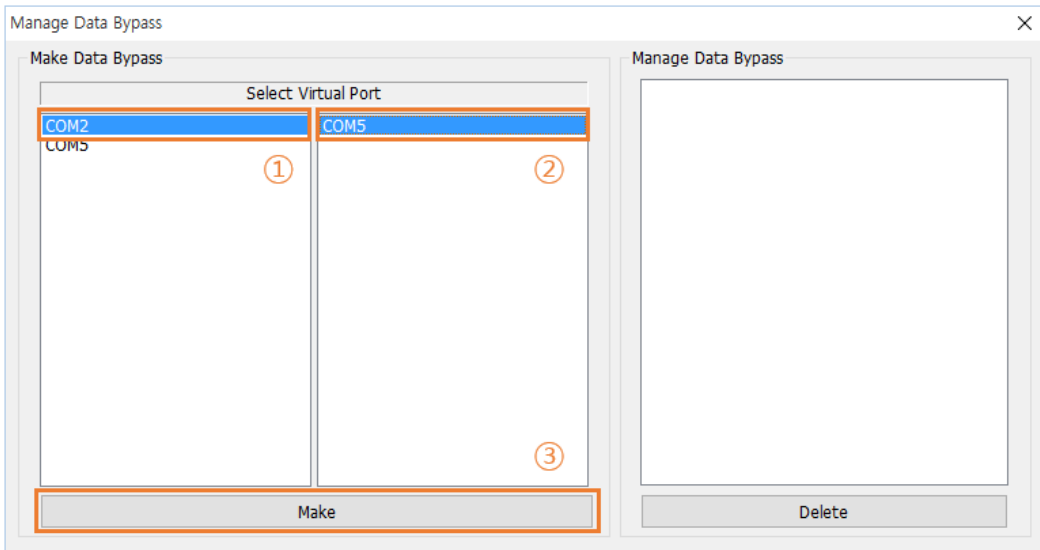 Manage Data Bypass
Make Data Bypass
Select Virtual Port
COM2
COM5
①
COM5
②
③
Make
Manage Data Bypass
Delete